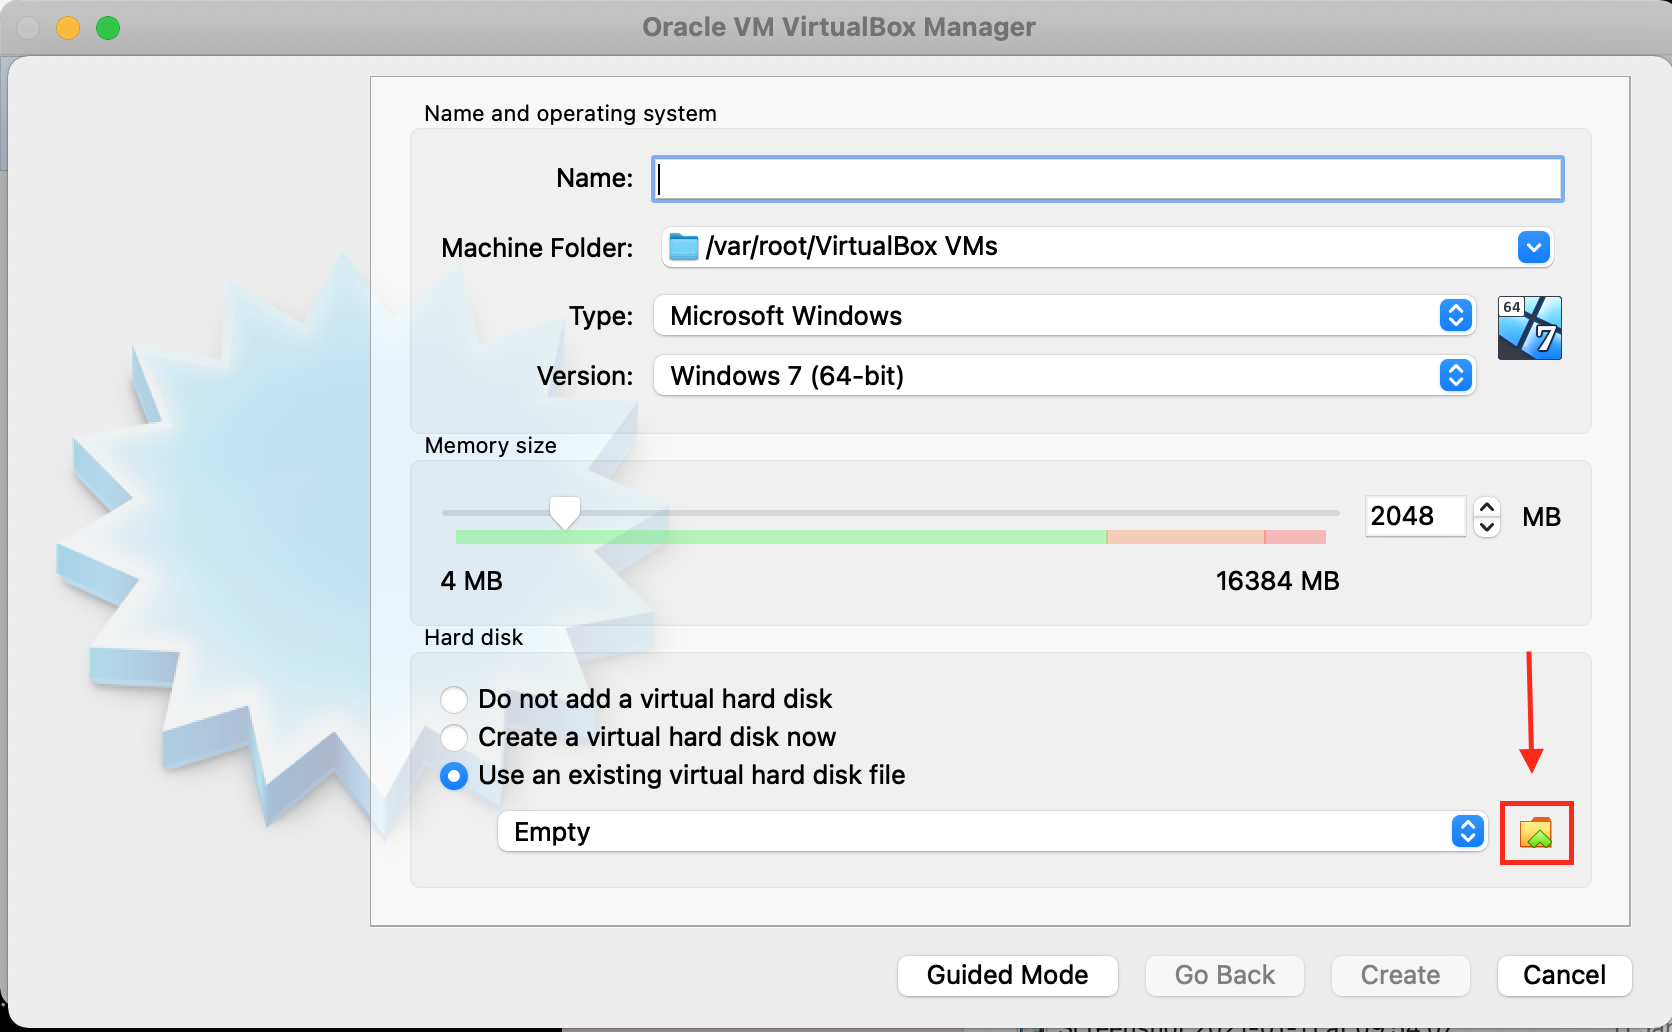 Oracle VM VirtualBox Manager
Name and operating system
Name:
Machine Folder: /var/root/VirtualBox VMs
Type: Microsoft Windows
64
7
Version: Windows 7 (64-bit)
Memory size
2048 MB
4 MB 16384 MB
Hard disk
Do not add a virtual hard disk
Create a virtual hard disk now
Use an existing virtual hard disk file
Empty
Guided Mode Go Back Create Cancel